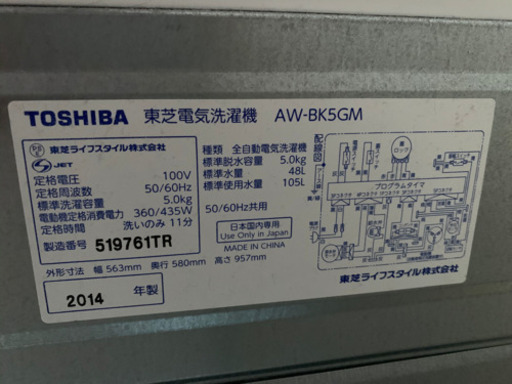 TOSHIBA 東芝電気洗濯機 AW-BK5GM
東芝ライフスタイル株式会社
JET
定格電圧 100V
定格周波数 50/60Hz
標準洗濯容量 5.0kg
電動機定格消費電力 360/435W
定格時間 洗いのみ 11分
製造番号 519761TR
種類 全自動電気洗濯機
標準脱水容量 5.0kg
標準水量 48L
標準使用水量 105L
50/60Hz共用
日本国内専用
Use Only in Japan
MADE IN CHINA
外形寸法 幅 563mm 奥行 580mm 高さ 957mm
2014 年製
配線図
プログラムタイマ
東芝ライフスタイル株式会社